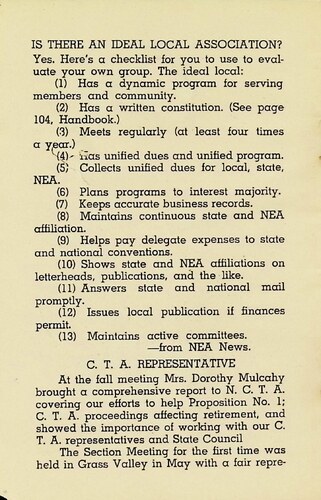 IS THERE AN IDEAL LOCAL ASSOCIATION?
Yes. Here's a checklist for you to use to eval-
uate your own group. The ideal local:
(1) Has a dynamic program for serving
members and community.
(2) Has a written constitution. (See page
104, Handbook.)
(3) Meets regularly (at least four times
a year.)
(4) Has unified dues and unified program.
(5) Collects unified dues for local, state,
NEA.
(6) Plans programs to interest majority.
(7) Keeps accurate business records.
(8) Maintains continuous state and NEA
affiliation.
(9) Helps pay delegate expenses to state
and national conventions.
(10) Shows state and NEA affiliations on
letterheads, publications, and the like.
(11) Answers state and national mail
promptly.
(12) Issues local publication if finances
permit.
(13) Maintains active committees.
—from NEA News.
C. T. A. REPRESENTATIVE
At the fall meeting Mrs. Dorothy Mulcahy
brought a comprehensive report to N. C. T. A.
covering our efforts to help Proposition No. 1;
C. T. A. proceedings affecting retirement, and
showed the importance of working with our C.
T. A. representatives and State Council
The Section Meeting for the first time was
held in Grass Valley in May with a fair repre-